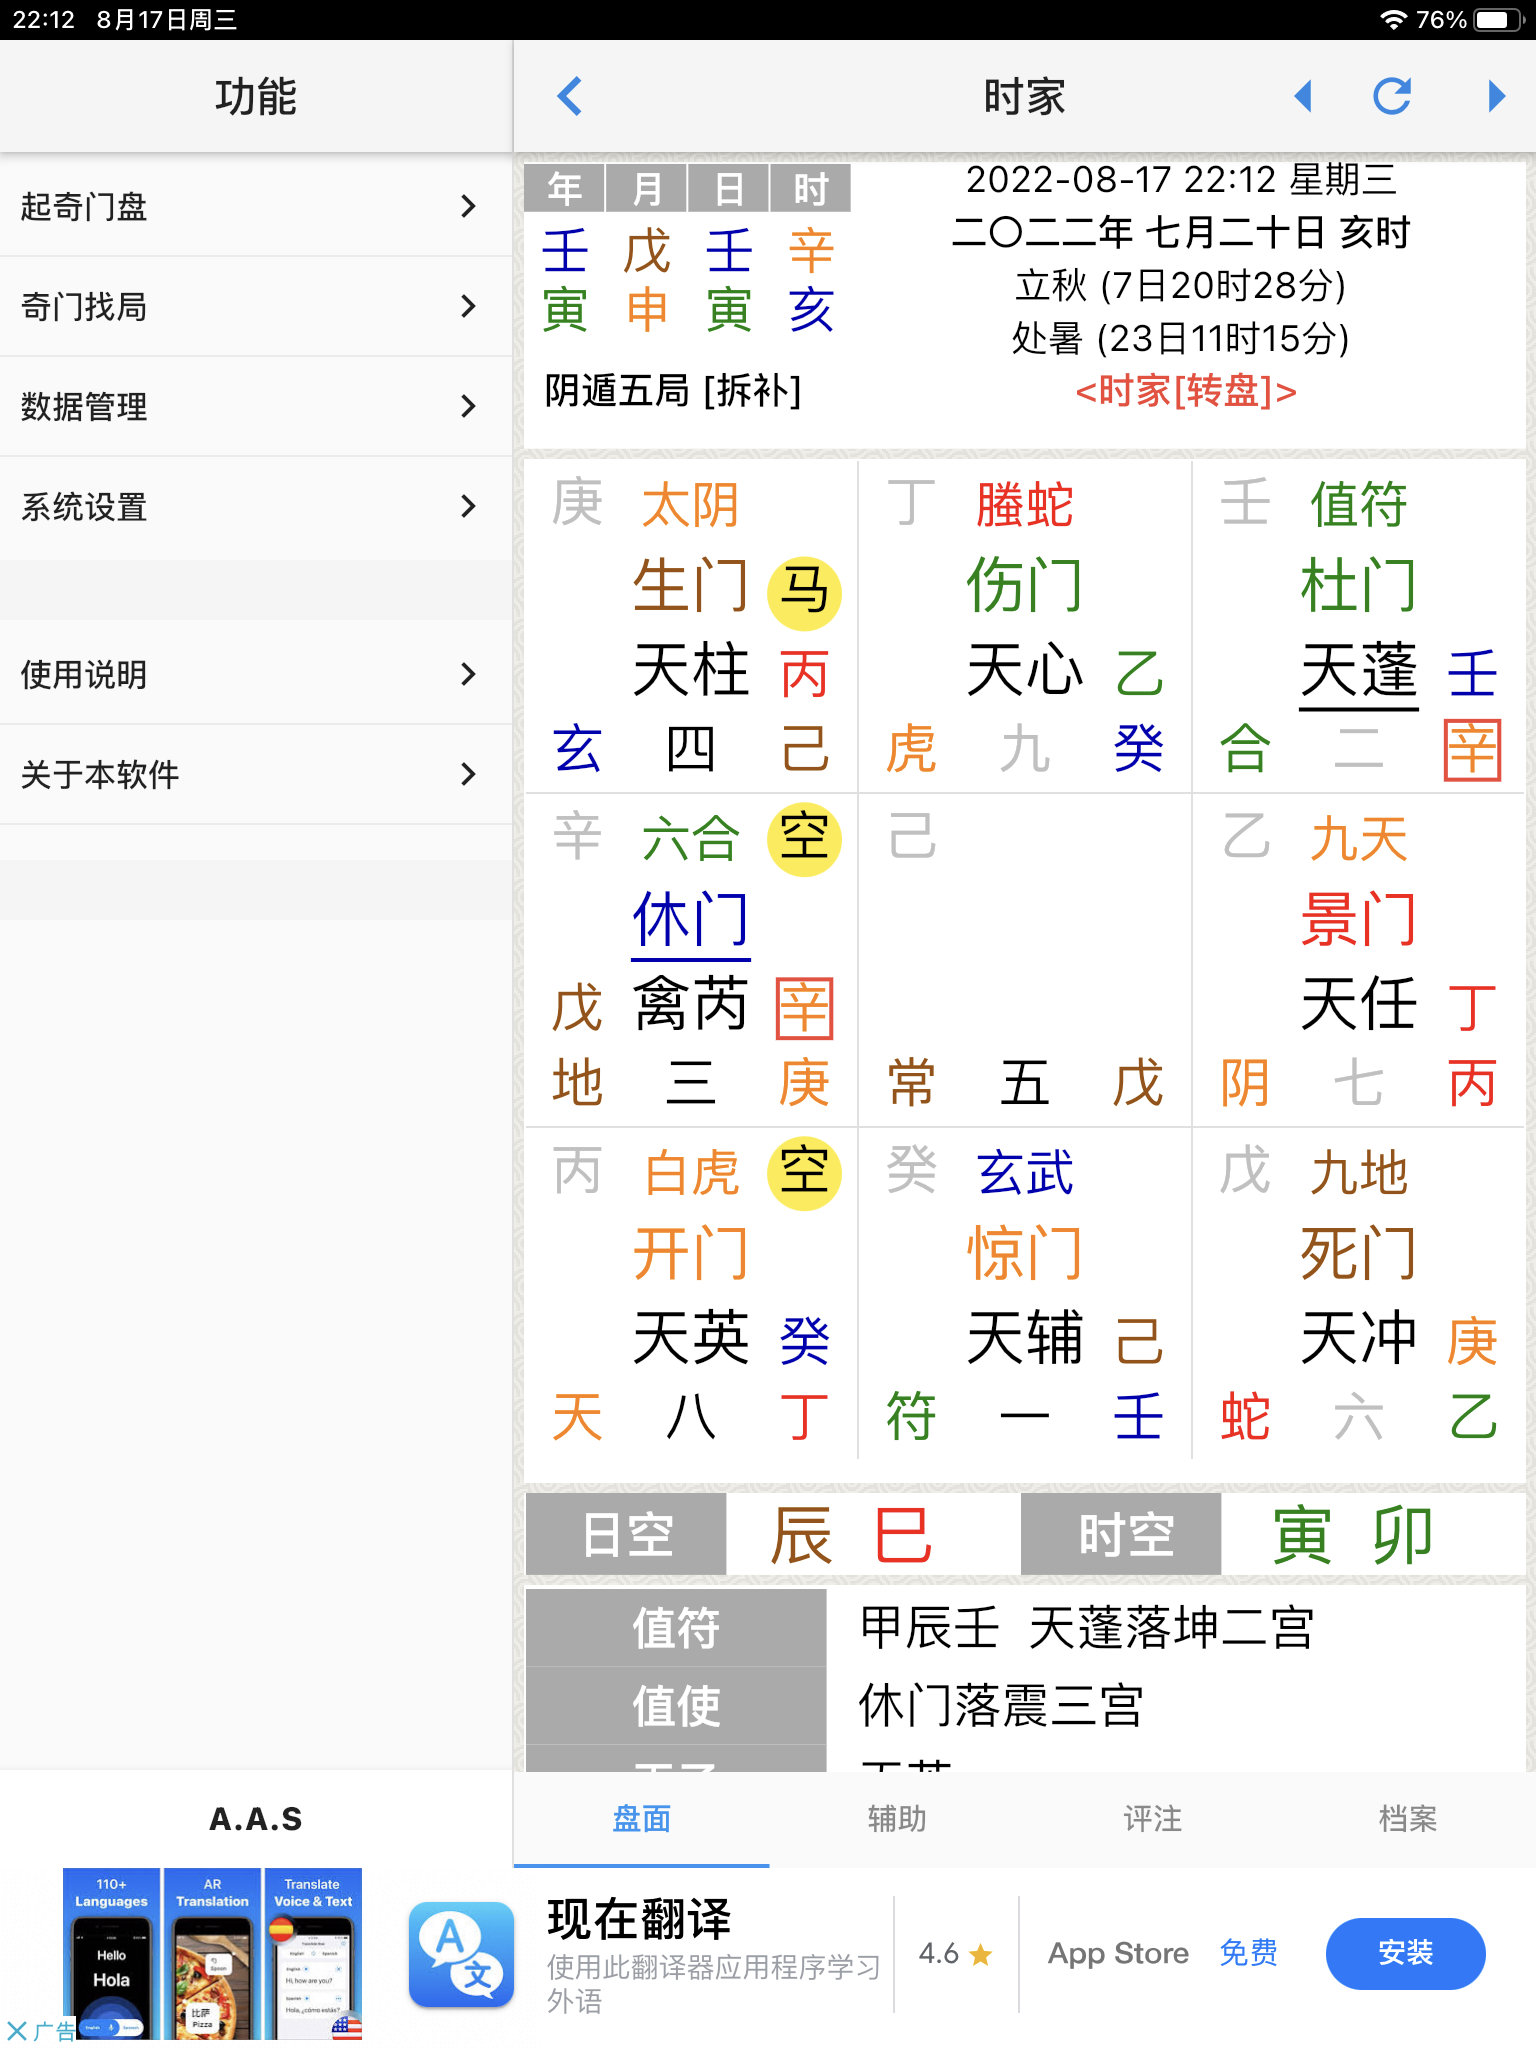 22:12 8月17日周三 76%
功能
时家
起奇门盘
奇门找局
数据管理
系统设置
使用说明
关于本软件
年 月 日 时
壬 戊 壬 辛
寅 申 寅 亥
阴遁五局 [拆补]
2022-08-17 22:12 星期三
二〇二二年 七月二十日 亥时
立秋 (7日20时28分)
处暑 (23日11时15分)
<时家[转盘]>
庚 太阴
生门 马
天柱 丙
玄 四 己
丁 螣蛇
伤门
天心 乙
虎 九 癸
壬 值符
杜门
天蓬 壬
合 二 辛
辛 六合 空
休门
戊 禽芮 辛
地 三 庚
己
常 五 戊
乙 九天
景门
天任 丁
阴 七 丙
丙 白虎 空
开门
天英 癸
天 八 丁
癸 玄武
惊门
天辅 己
符 一 壬
戊 九地
死门
天冲 庚
蛇 六 乙
日空 辰 巳 时空 寅 卯
值符 甲辰壬 天蓬落坤二宫
值使 休门落震三宫
盘面 辅助 评注 档案
A.A.S
110+
Languages
Hello
Hola
AR
Translation
Spoon
比萨
Pizza
Translate
Voice & Text
Hi, how are you?
Hola, ¿cómo estás?
广告
A
文
现在翻译
使用此翻译器应用程序学习
外语
4.6 ★
App Store 免费
安装